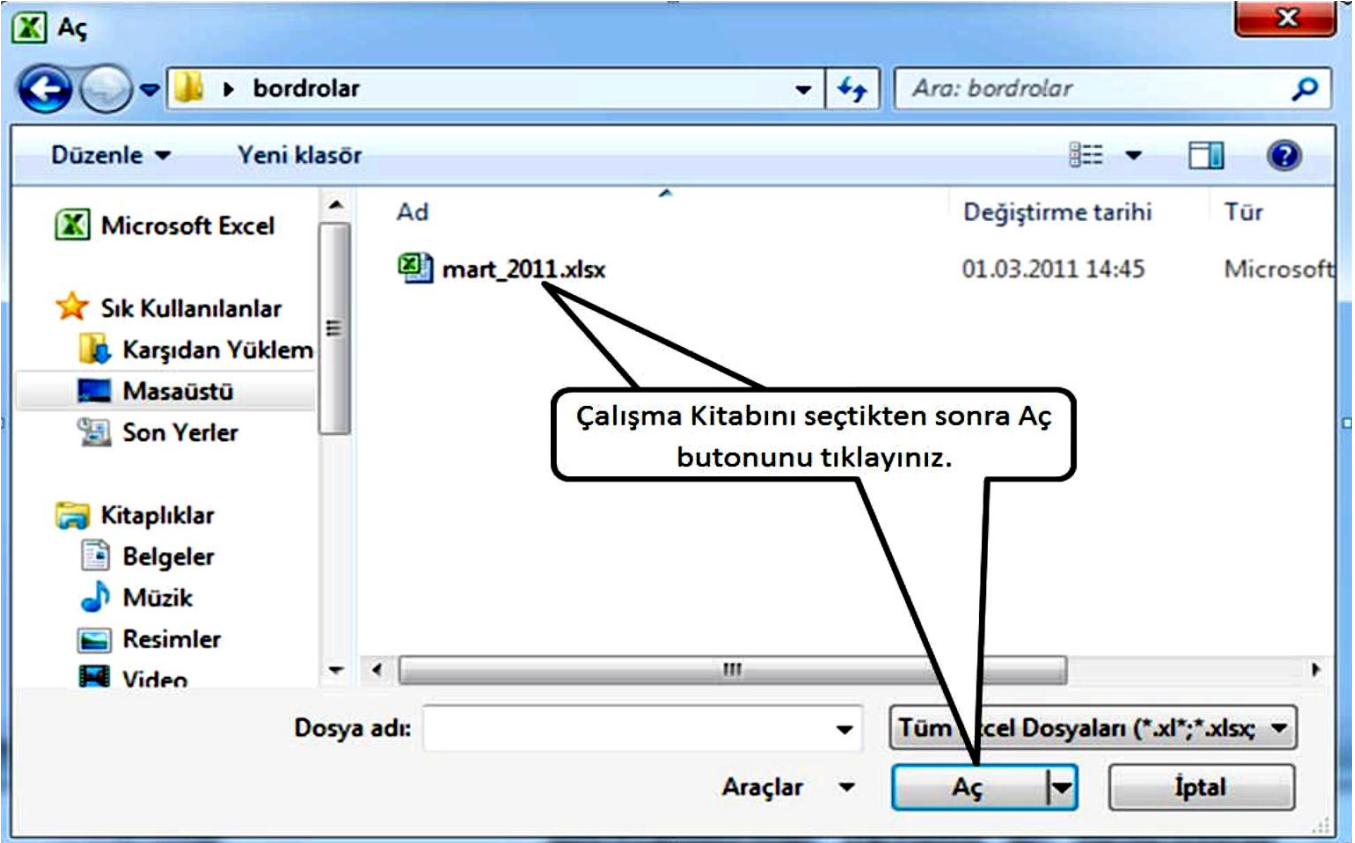 Aç
bordrolar
Ara: bordrolar
Düzenle
Yeni klasör
Microsoft Excel
Sık Kullanılanlar
Karşıdan Yüklem
Masaüstü
Son Yerler
Kitaplıklar
Belgeler
Müzik
Resimler
Video
Ad
Değiştirme tarihi
Tür
mart_2011.xlsx
01.03.2011 14:45
Microsoft
Çalışma Kitabını seçtikten sonra Aç
butonunu tıklayınız.
Dosya adı:
Tüm Excel Dosyaları (*.xl*;*.xlsx;
Araçlar
Aç
İptal